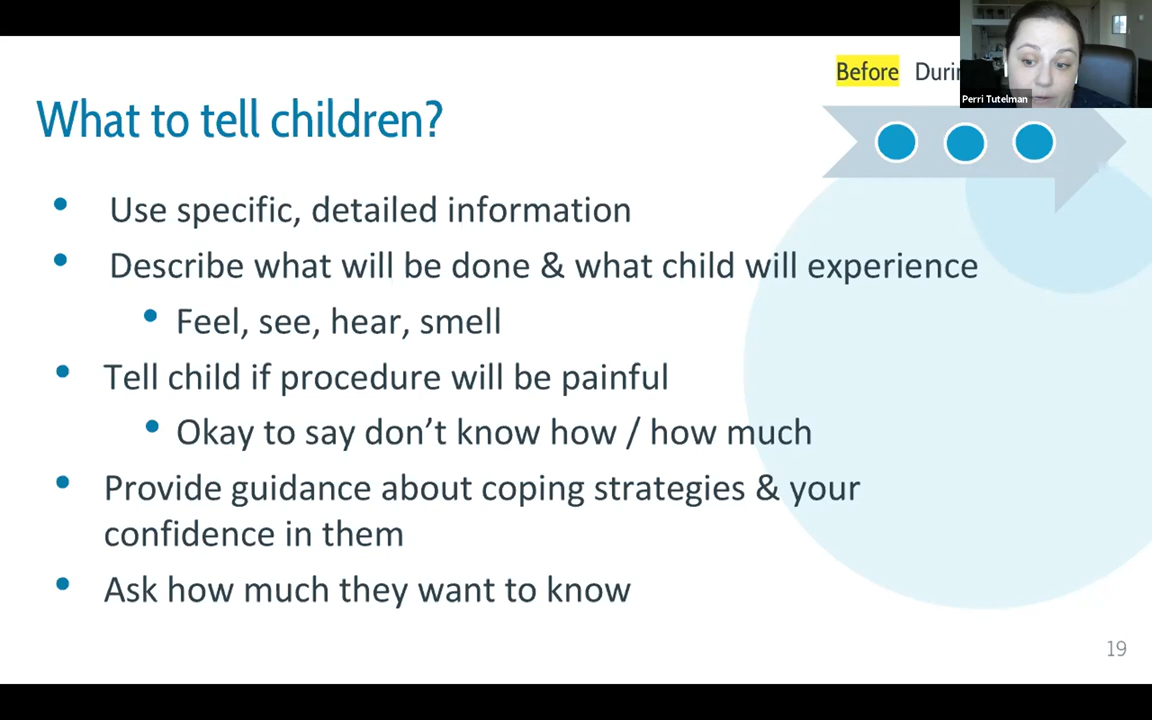 Before Durin
Perri Tutelman
What to tell children?
• Use specific, detailed information
• Describe what will be done & what child will experience
• Feel, see, hear, smell
• Tell child if procedure will be painful
• Okay to say don't know how / how much
• Provide guidance about coping strategies & your
confidence in them
• Ask how much they want to know
19